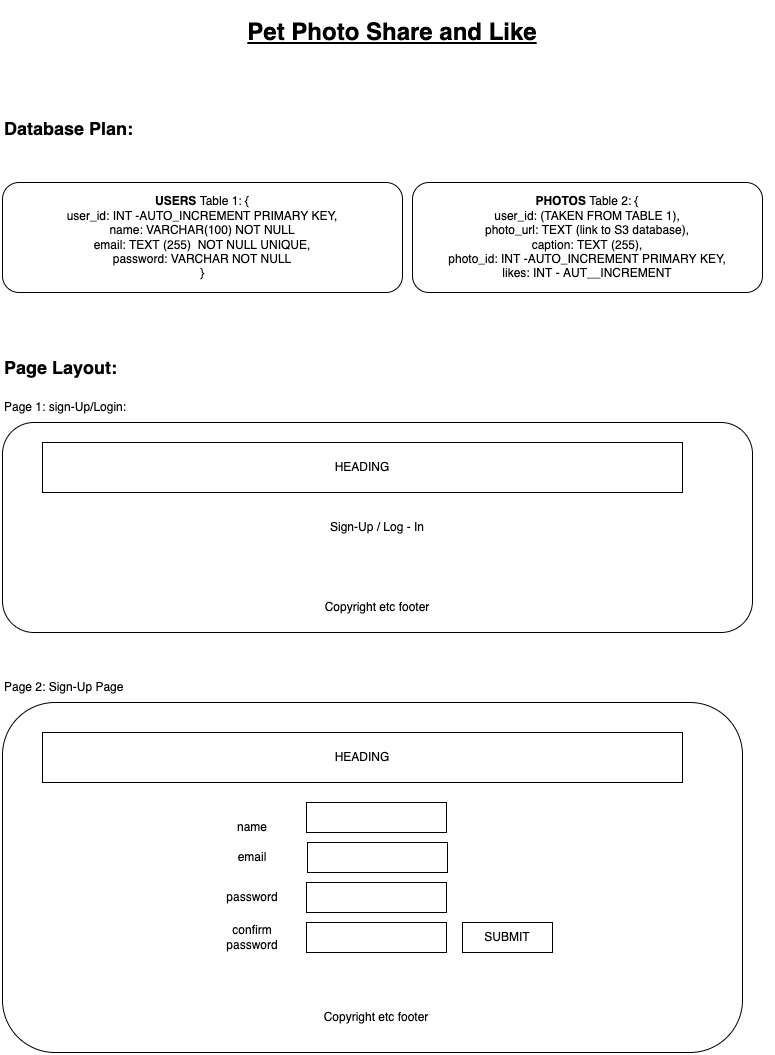 Pet Photo Share and Like
Database Plan:
USERS Table 1: {
user_id: INT -AUTO_INCREMENT PRIMARY KEY,
name: VARCHAR(100) NOT NULL
email: TEXT (255)  NOT NULL UNIQUE,
password: VARCHAR NOT NULL
}
PHOTOS Table 2: {
user_id: (TAKEN FROM TABLE 1),
photo_url: TEXT (link to S3 database),
caption: TEXT (255),
photo_id: INT -AUTO_INCREMENT PRIMARY KEY,
likes: INT - AUT__INCREMENT
Page Layout:
Page 1: sign-Up/Login:
HEADING
Sign-Up / Log - In
Copyright etc footer
Page 2: Sign-Up Page
HEADING
name
email
password
confirm
password
SUBMIT
Copyright etc footer